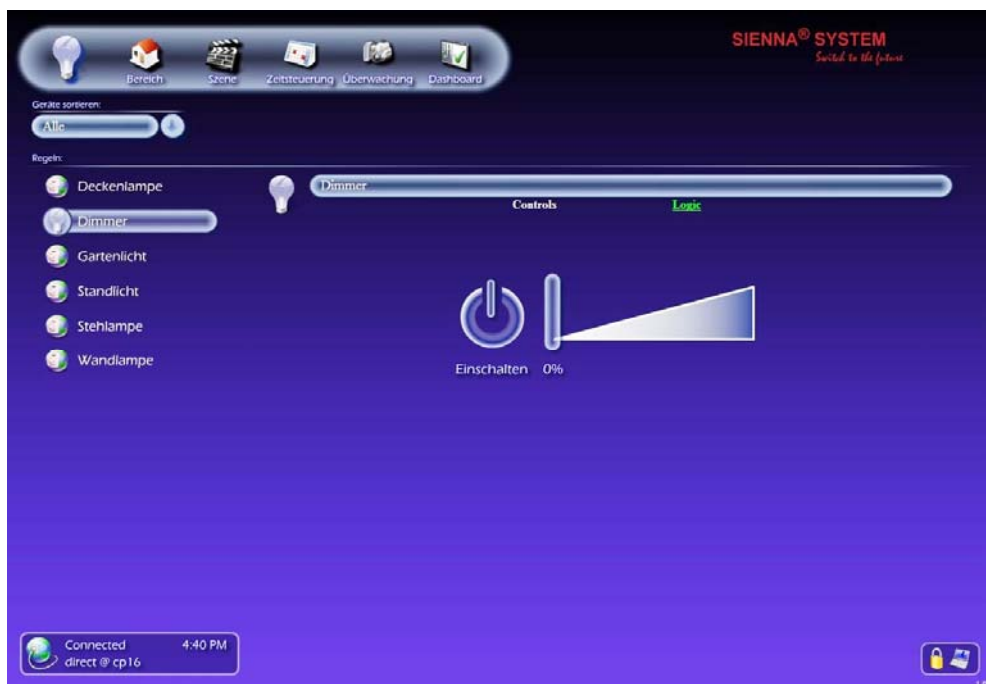 SIENNA® SYSTEM
Switch to the future
Bereich Szene Zeitsteuerung Überwachung Dashboard
Geräte sortieren:
Alle
Regeln:
Deckenlampe
Dimmer
Gartenlicht
Standlicht
Stehlampe
Wandlampe
Dimmer
Controls Logic
Einschalten 0%
Connected 4:40 PM
direct @ cp16